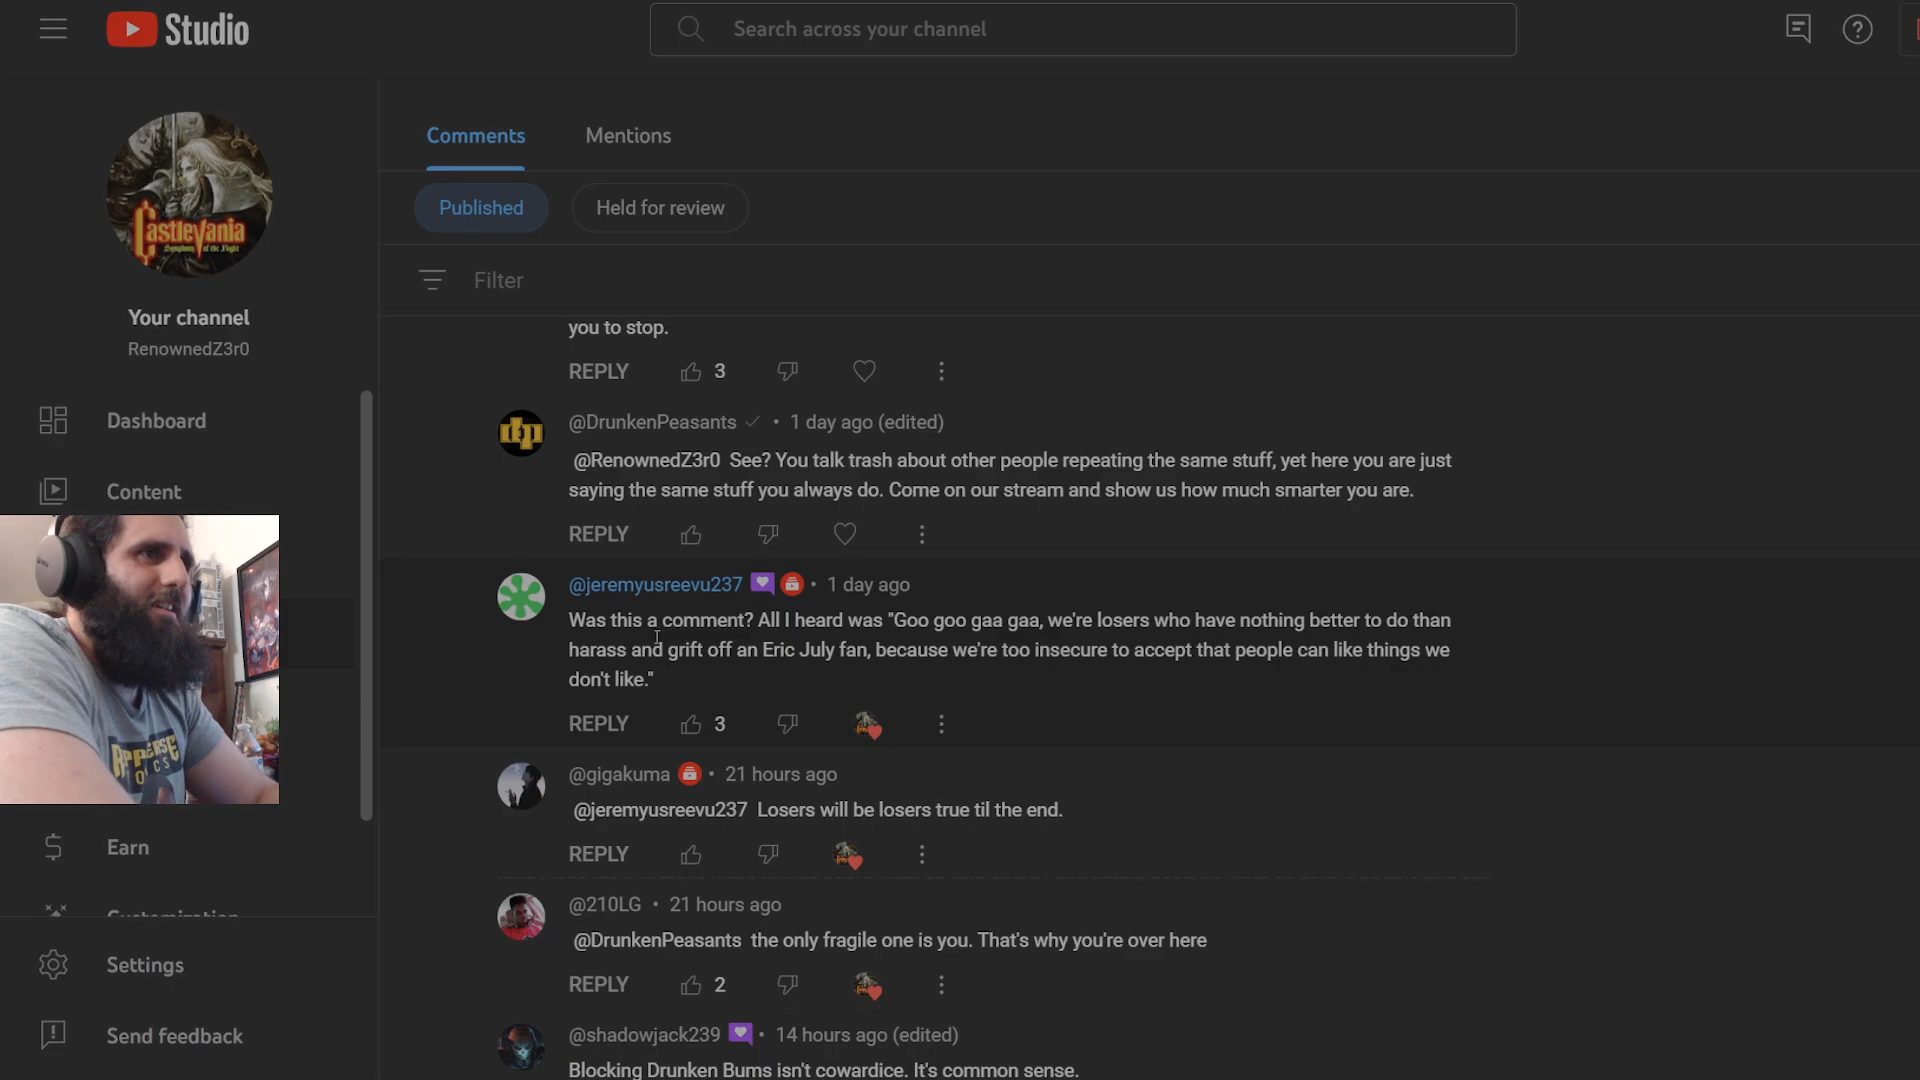 Studio
Search across your channel
Castlevania
Symphony of the Night
Your channel
RenownedZ3r0
Dashboard
Content
Earn
Customization
Settings
Send feedback
Comments
Mentions
Published
Held for review
Filter
you to stop.
REPLY 3
dp
@DrunkenPeasants • 1 day ago (edited)
@RenownedZ3r0 See? You talk trash about other people repeating the same stuff, yet here you are just
saying the same stuff you always do. Come on our stream and show us how much smarter you are.
REPLY
@jeremyusreevu237 • 1 day ago
Was this a comment? All I heard was "Goo goo gaa gaa, we're losers who have nothing better to do than
harass and grift off an Eric July fan, because we're too insecure to accept that people can like things we
don't like."
REPLY 3
@gigakuma • 21 hours ago
@jeremyusreevu237 Losers will be losers true til the end.
REPLY
@210LG • 21 hours ago
@DrunkenPeasants the only fragile one is you. That's why you're over here
REPLY 2
@shadowjack239 • 14 hours ago (edited)
Blocking Drunken Bums isn't cowardice. It's common sense.